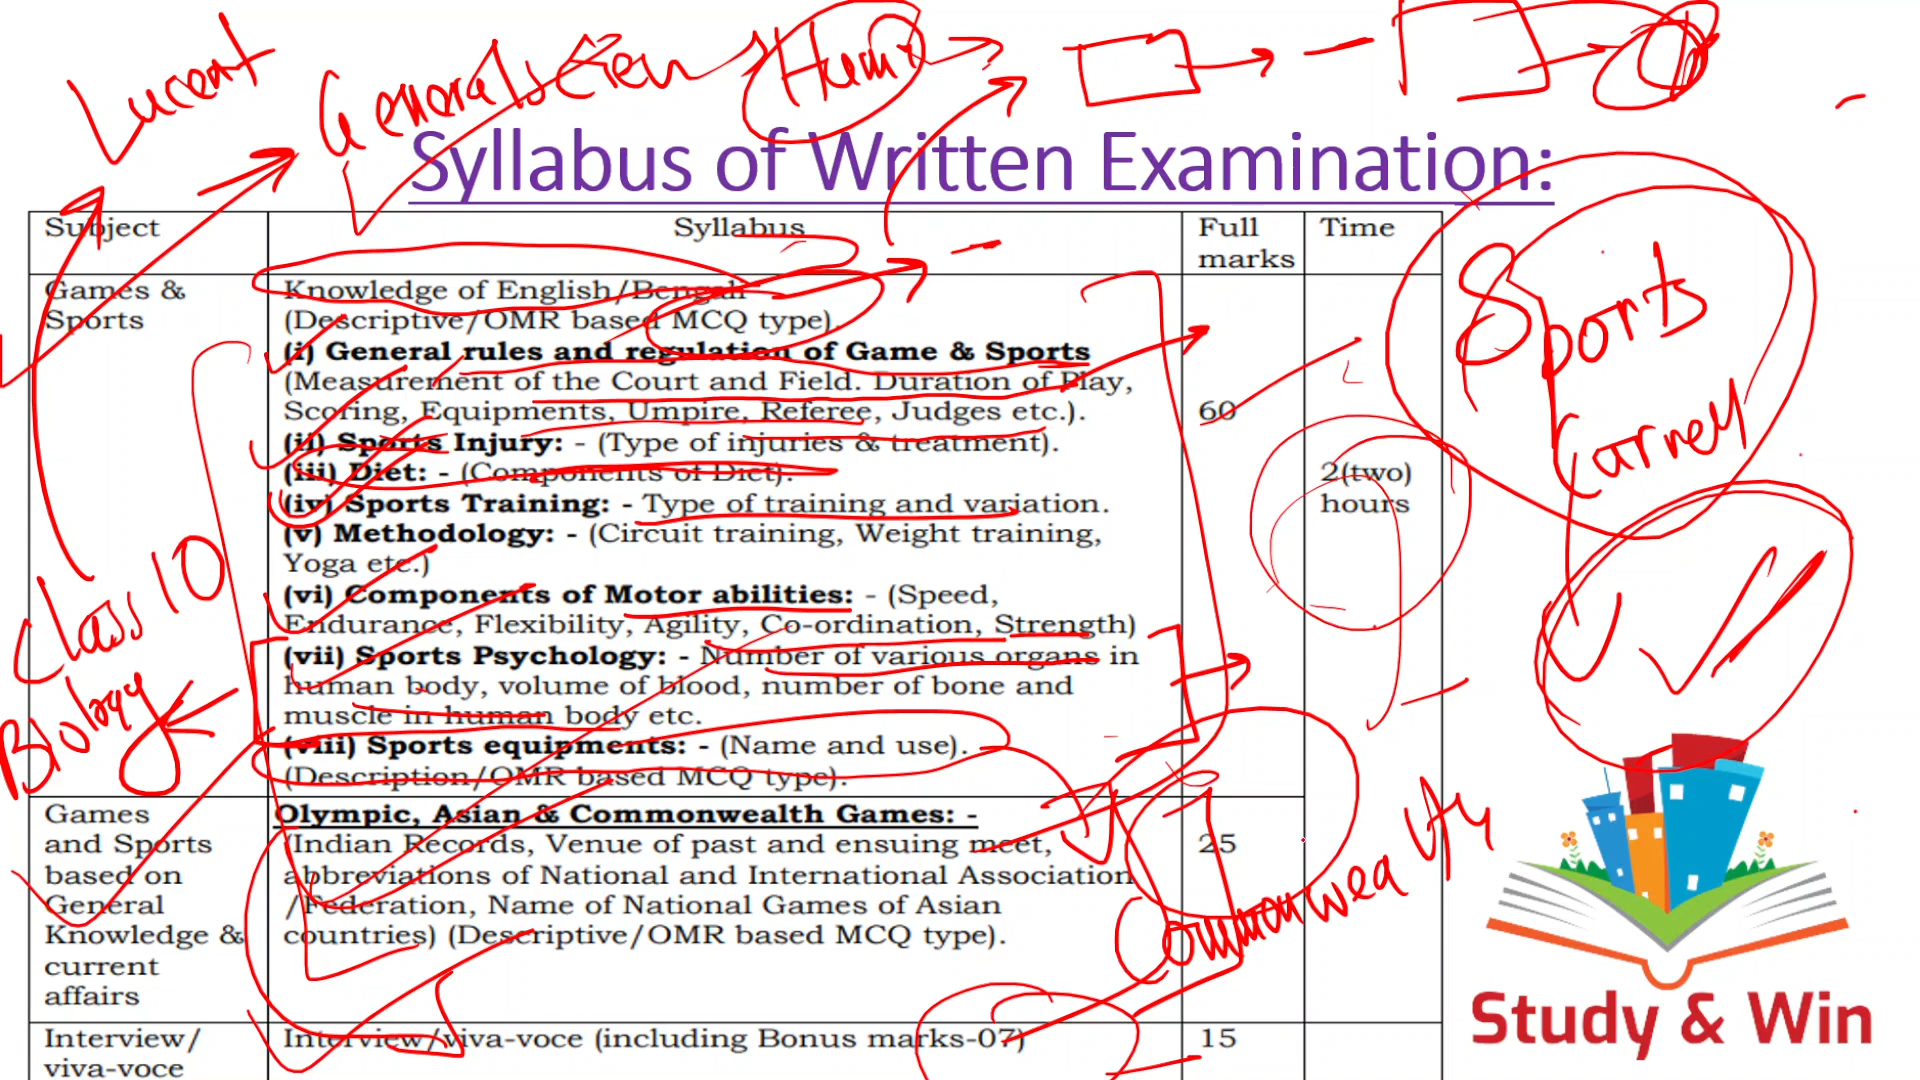 Lucent
General Science
Human
Syllabus of Written Examination:
Subject
Syllabus
Full
marks
Time
Games &
Sports
Knowledge of English/Bengali
(Descriptive/OMR based MCQ type).
(i) General rules and regulation of Game & Sports
(Measurement of the Court and Field. Duration of Play,
Scoring, Equipments, Umpire, Referee, Judges etc.).
(ii) Sports Injury: - (Type of injuries & treatment).
(iii) Diet: - (Components of Diet).
(iv) Sports Training: - Type of training and variation.
(v) Methodology: - (Circuit training, Weight training,
Yoga etc.)
(vi) Components of Motor abilities: - (Speed,
Endurance, Flexibility, Agility, Co-ordination, Strength)
(vii) Sports Psychology: - Number of various organs in
human body, volume of blood, number of bone and
muscle in human body etc.
(viii) Sports equipments: - (Name and use).
(Description/OMR based MCQ type).
60
2(two)
hours
Sports
Class 10
Biology
Games
and Sports
based on
General
Knowledge &
current
affairs
Olympic, Asian & Commonwealth Games: -
(Indian Records, Venue of past and ensuing meet,
abbreviations of National and International Association
/Federation, Name of National Games of Asian
countries) (Descriptive/OMR based MCQ type).
25
Interview/
viva-voce
Interview/viva-voce (including Bonus marks-07)
15
Study & Win